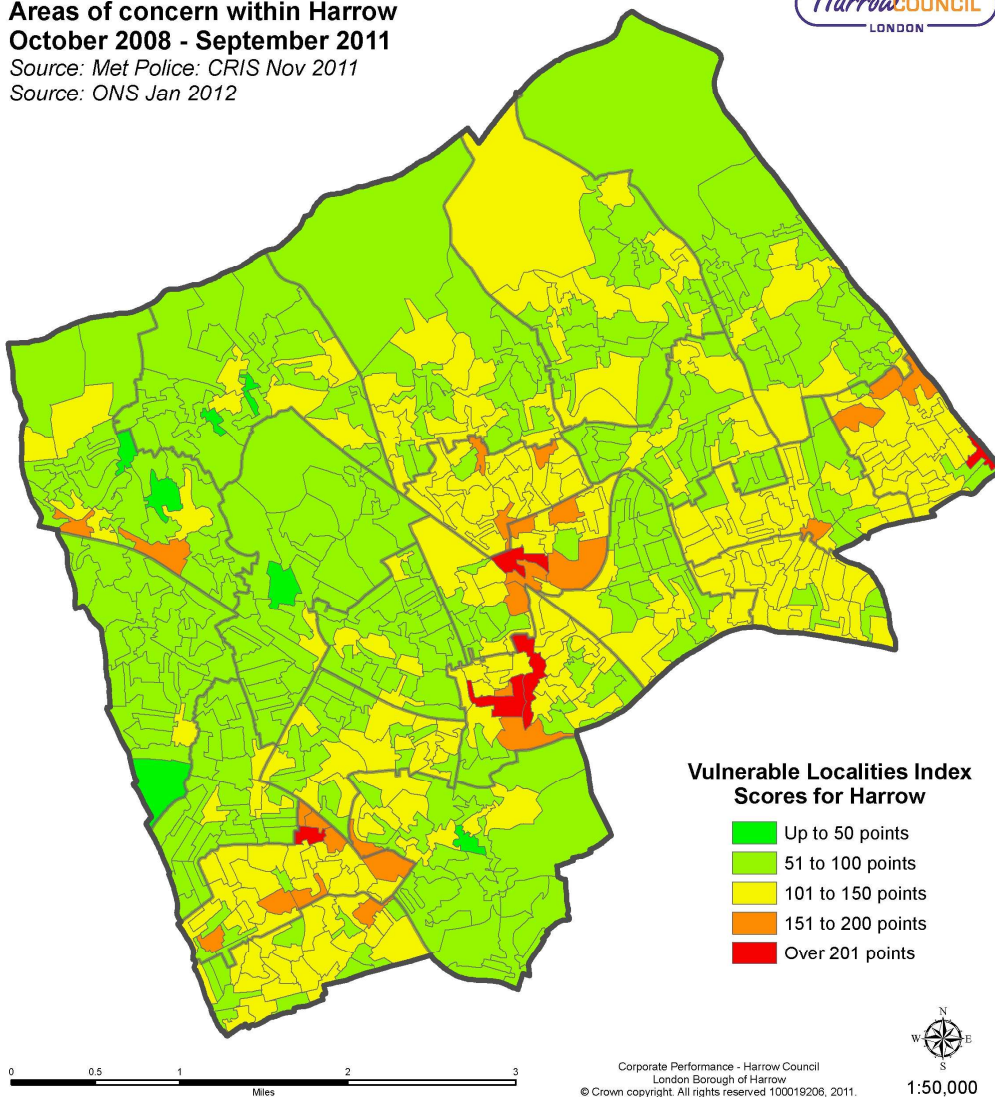 Areas of concern within Harrow
October 2008 - September 2011
Source: Met Police: CRIS Nov 2011
Source: ONS Jan 2012
HarrowCOUNCIL
LONDON
Vulnerable Localities Index
Scores for Harrow
Up to 50 points
51 to 100 points
101 to 150 points
151 to 200 points
Over 201 points
N
W E
S
1:50,000
0 0.5 1 2 3
Miles
Corporate Performance - Harrow Council
London Borough of Harrow
© Crown copyright. All rights reserved 100019206, 2011.